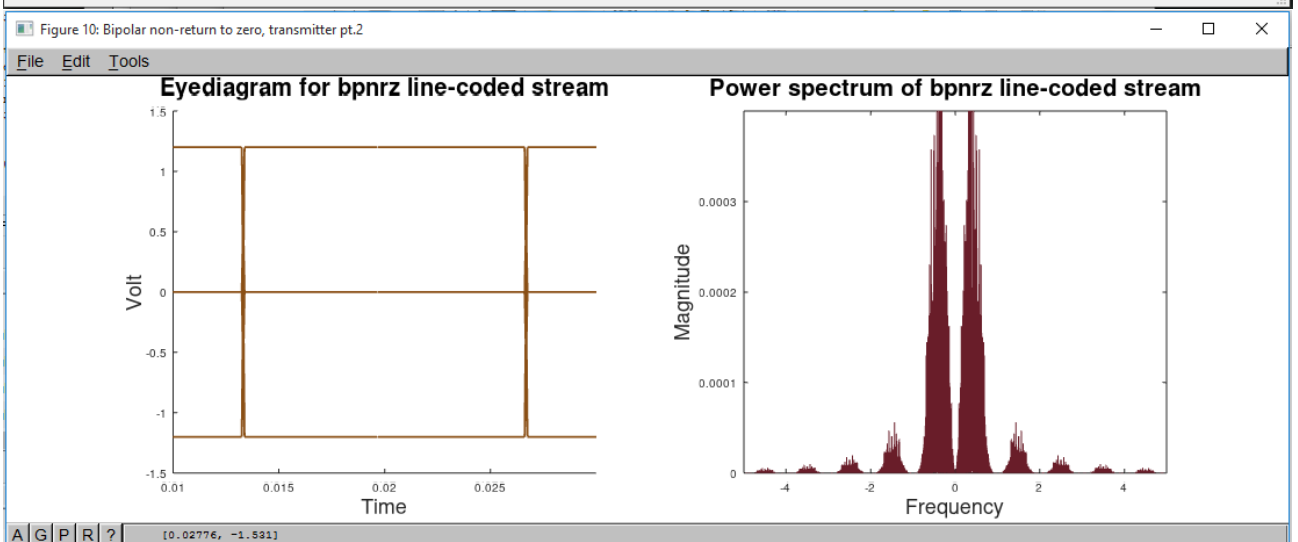 Figure 10: Bipolar non-return to zero, transmitter pt.2
File Edit Tools
Eyediagram for bpnrz line-coded stream
1.5
1
0.5
0
-0.5
-1
-1.5
Volt
0.01 0.015 0.02 0.025
Time
Power spectrum of bpnrz line-coded stream
0.0003
0.0002
0.0001
0
Magnitude
-4 -2 0 2 4
Frequency
A G P R ? [0.02776, -1.531]